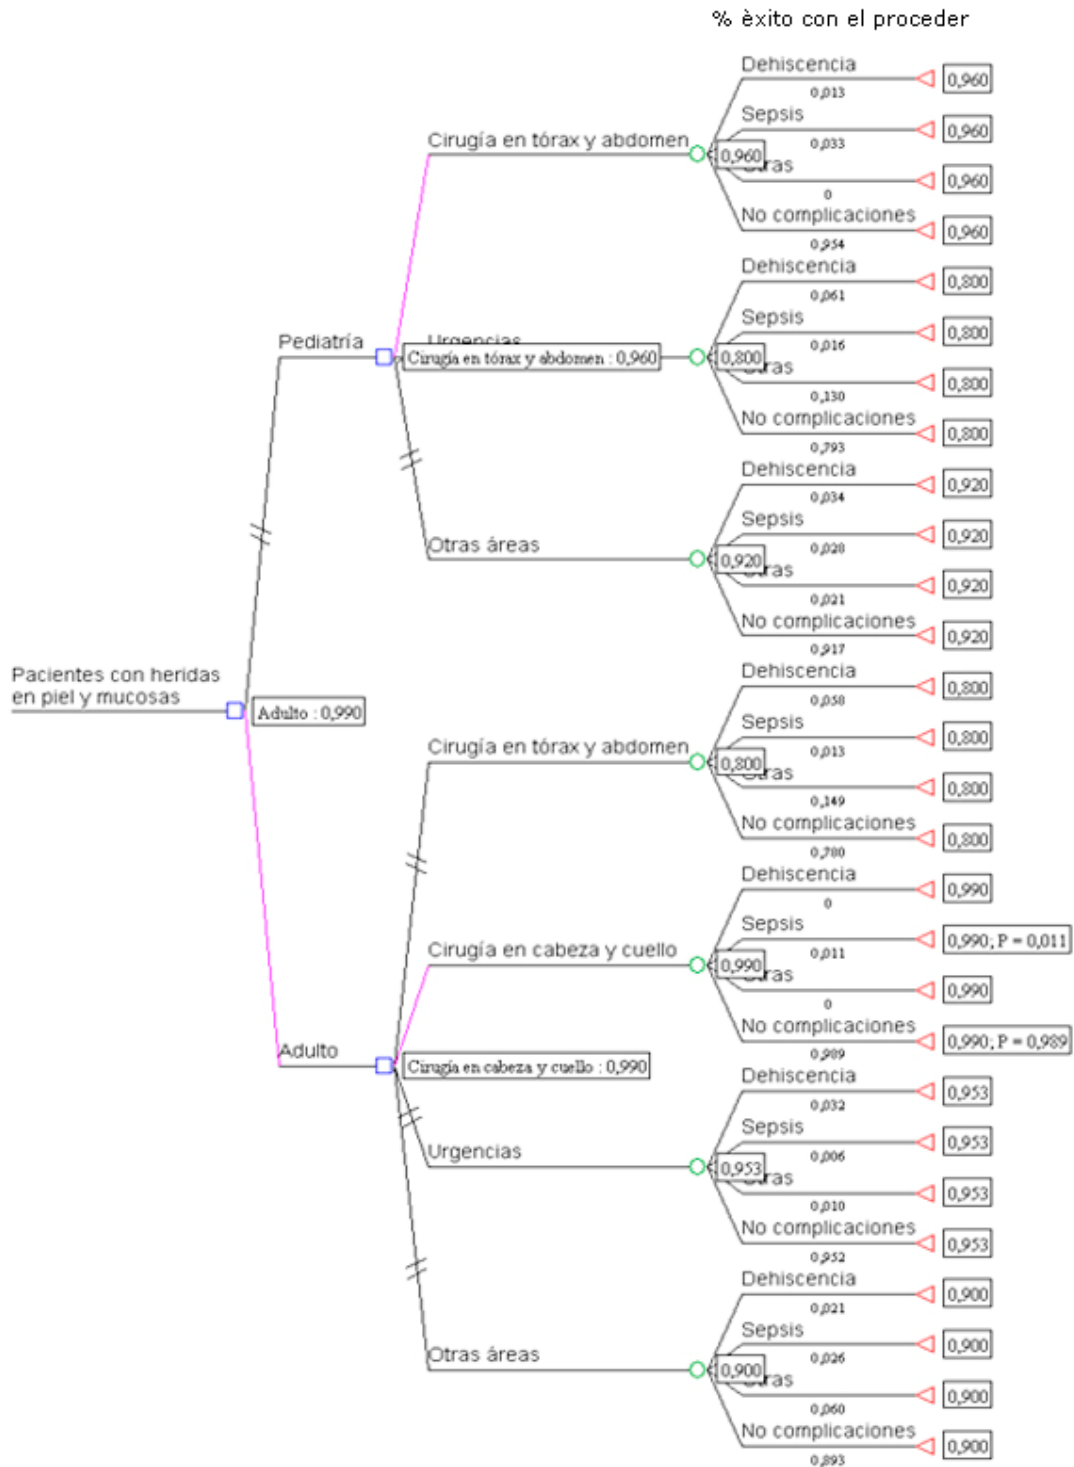 % èxito con el proceder
Dehiscencia
0,013
0,960
Sepsis
0,033
0,960
Cirugía en tórax y abdomen
0,960
0
0,960
No complicaciones
0,954
0,960
Dehiscencia
0,061
0,800
Sepsis
0,016
0,800
Pediatría
Urgencias
Cirugía en tórax y abdomen : 0,960
0,800
0,130
0,800
No complicaciones
0,793
0,800
Dehiscencia
0,034
0,920
Sepsis
0,028
0,920
Otras áreas
0,920
0,021
0,920
No complicaciones
0,917
0,920
Pacientes con heridas
en piel y mucosas
Adulto : 0,990
Dehiscencia
0,058
0,800
Sepsis
0,013
0,800
Cirugía en tórax y abdomen
0,800
0,149
0,800
No complicaciones
0,780
0,800
Dehiscencia
0
0,990
Sepsis
0,011
0,990; P = 0,011
Cirugía en cabeza y cuello
0,990
0
0,990
No complicaciones
0,989
0,990; P = 0,989
Adulto
Cirugía en cabeza y cuello : 0,990
Dehiscencia
0,032
0,953
Sepsis
0,006
0,953
Urgencias
0,953
0,010
0,953
No complicaciones
0,952
0,953
Dehiscencia
0,021
0,900
Sepsis
0,026
0,900
Otras áreas
0,900
0,060
0,900
No complicaciones
0,893
0,900